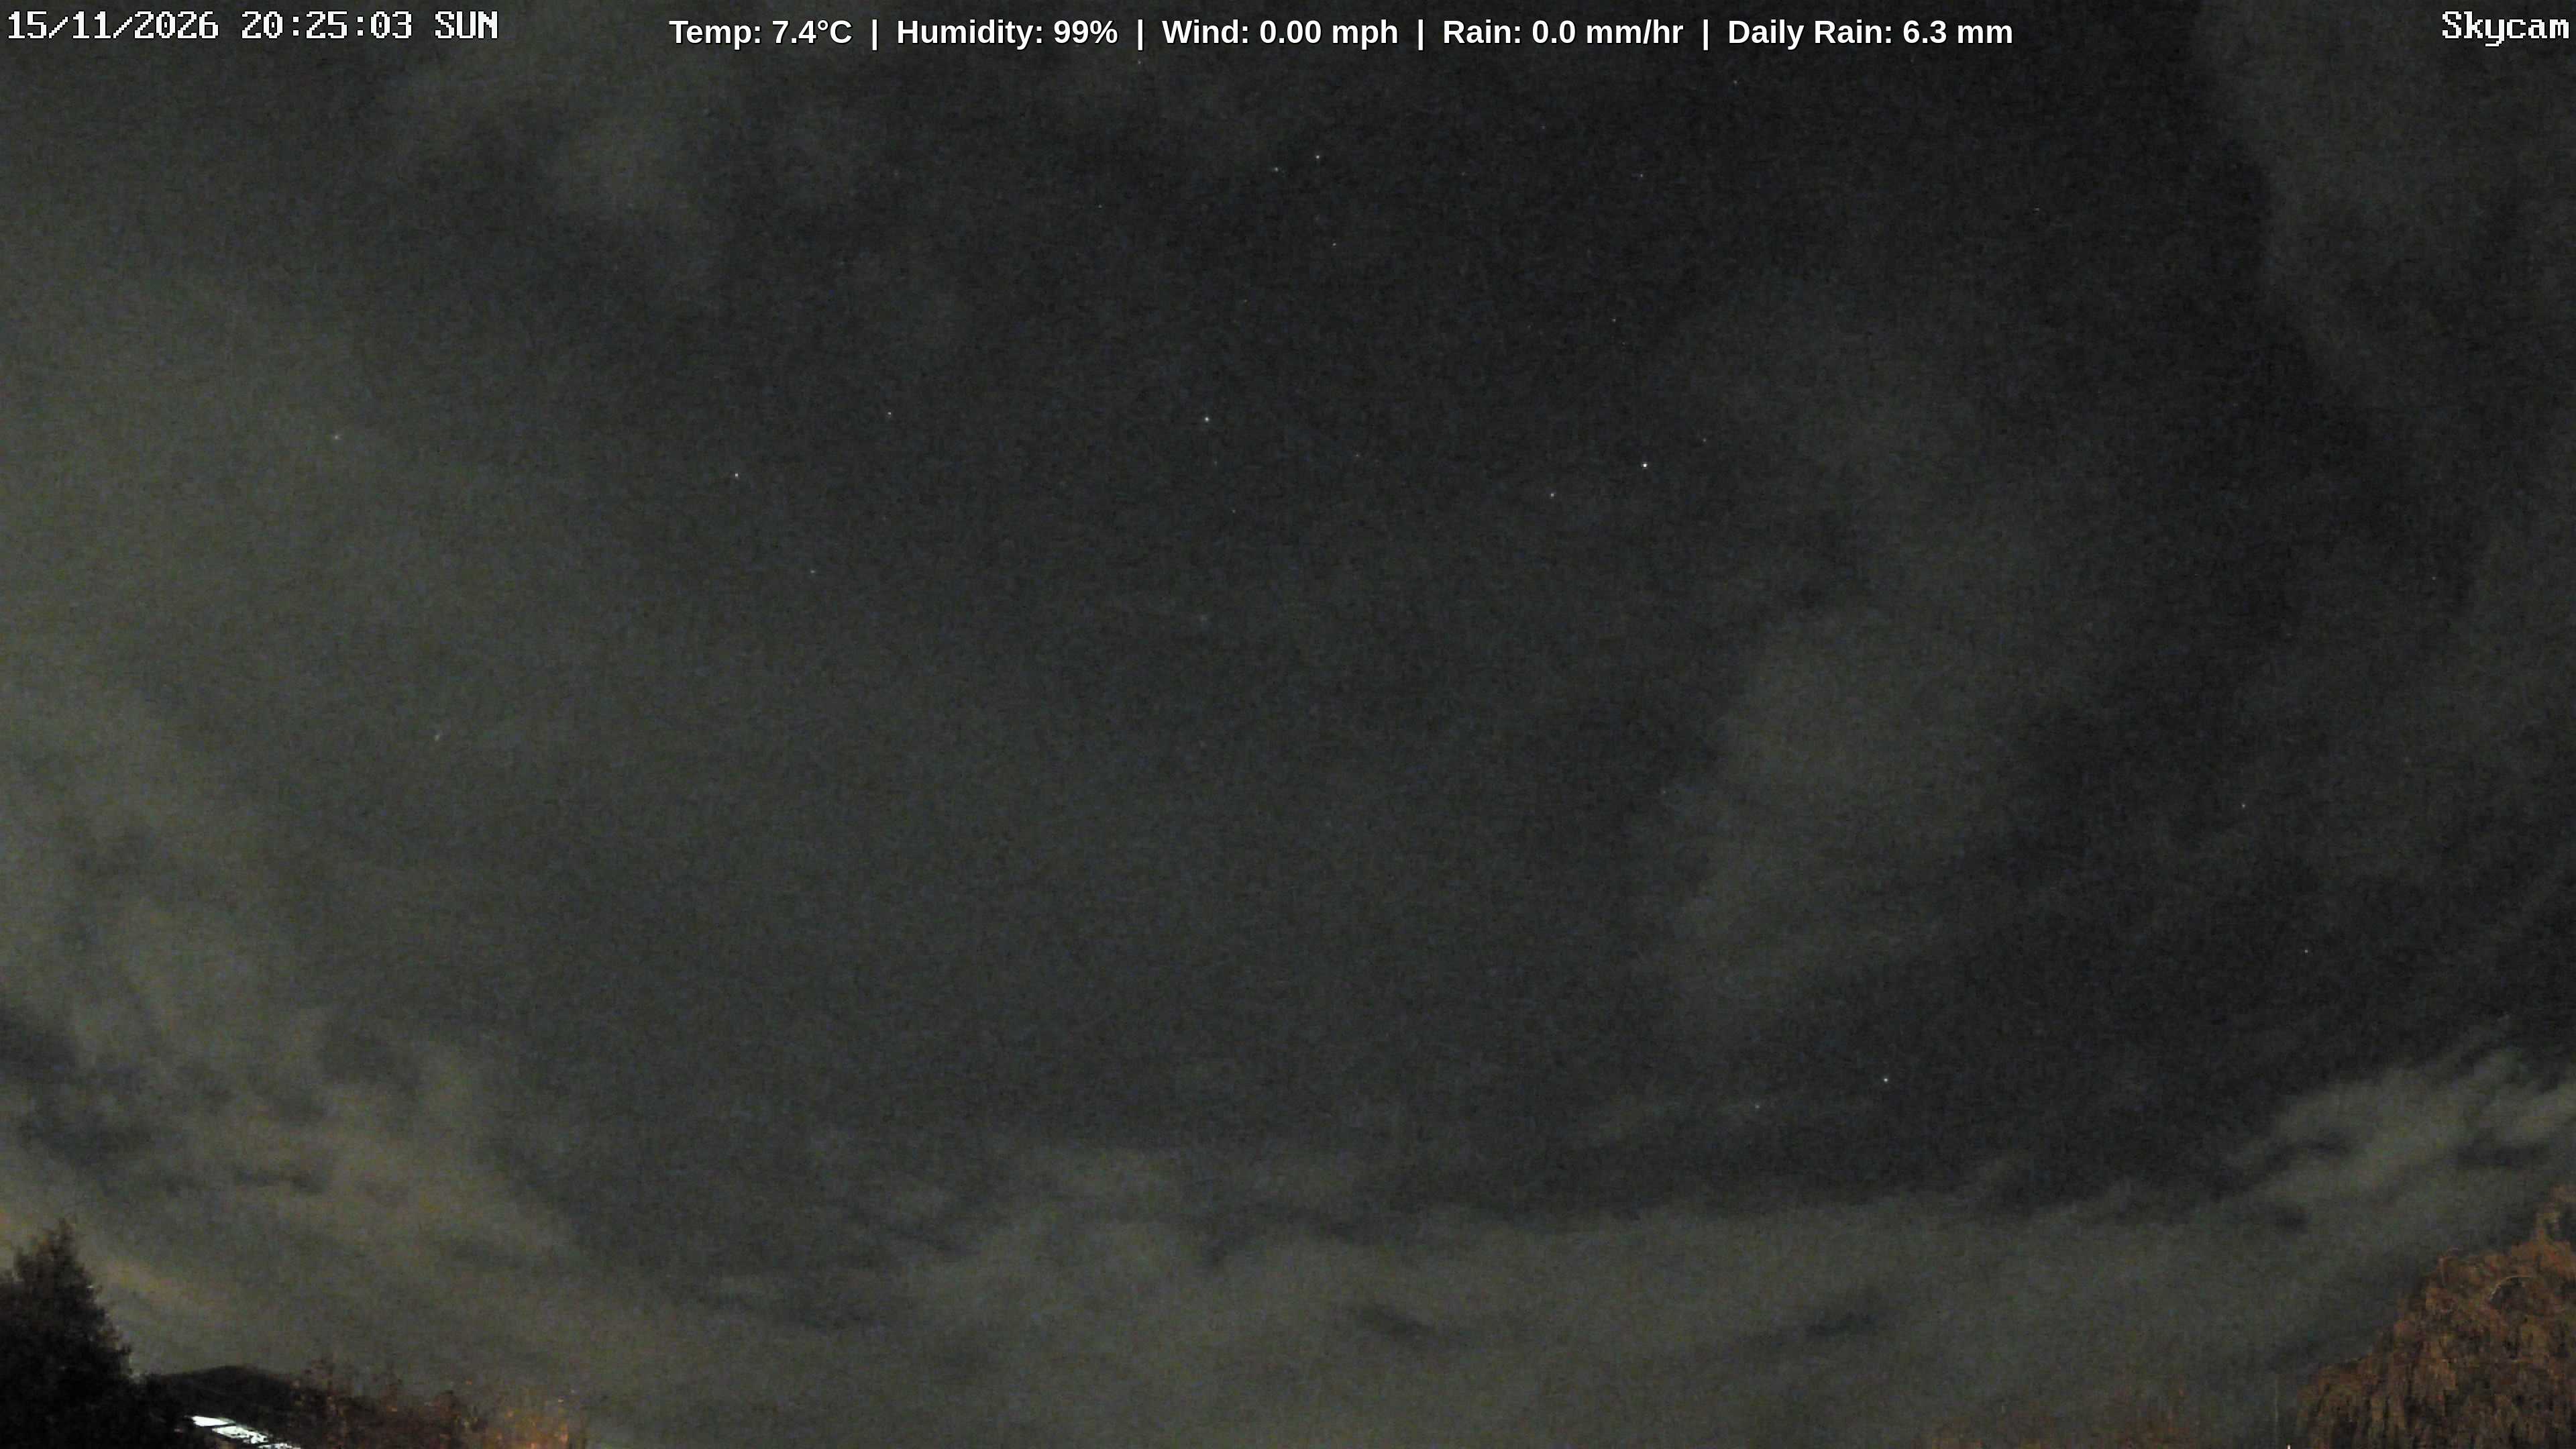 15/11/2026 20:25:03 SUN
Temp: 7.4°C | Humidity: 99% | Wind: 0.00 mph | Rain: 0.0 mm/hr | Daily Rain: 6.3 mm
Skycam